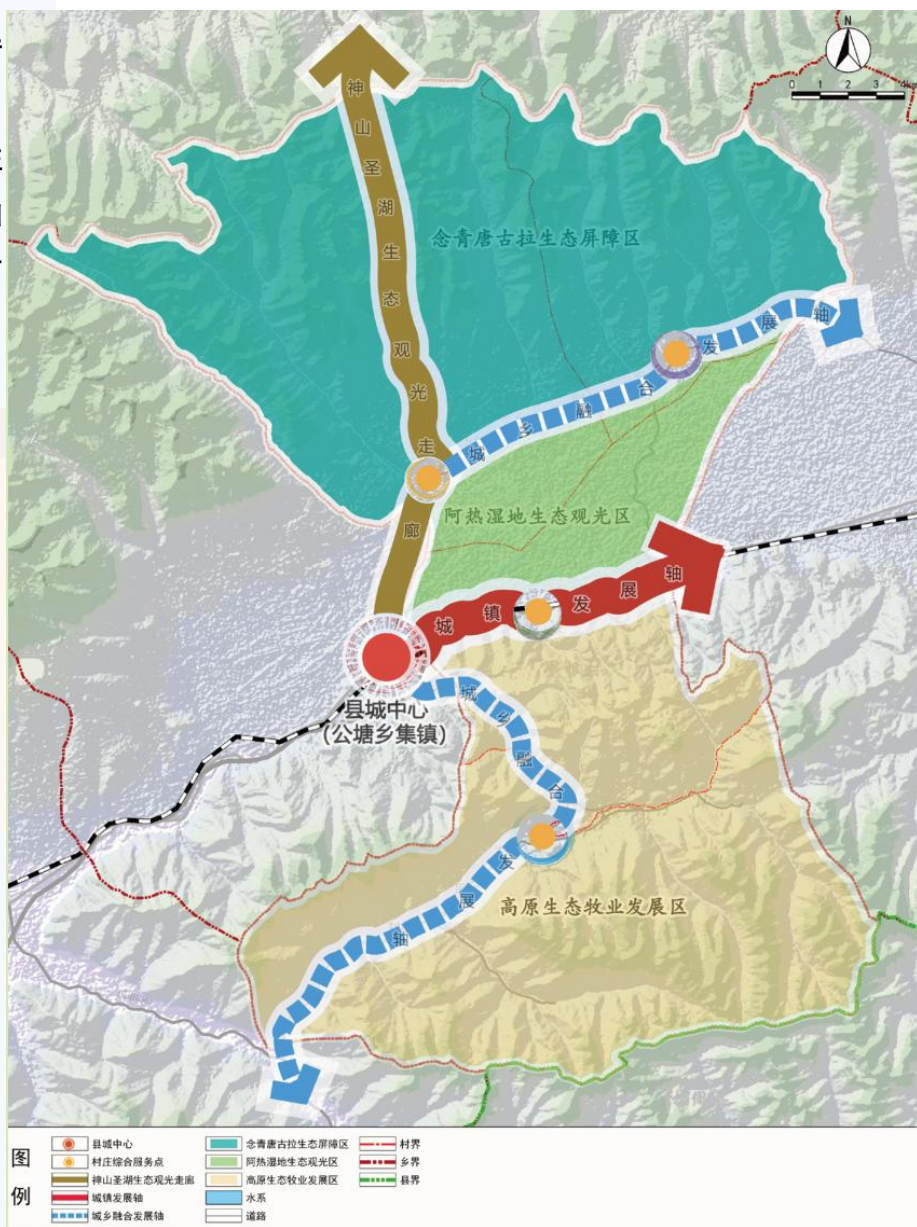 N
0 1 2 3 4km
神山圣湖生态观光走廊
念青唐古拉生态屏障区
城乡融合发展轴
阿热湿地生态观光区
城镇发展轴
县城中心
（公塘乡集镇）
城乡融合发展轴
高原生态牧业发展区
图例
县城中心
村庄综合服务点
神山圣湖生态观光走廊
城镇发展轴
城乡融合发展轴
念青唐古拉生态屏障区
阿热湿地生态观光区
高原生态牧业发展区
水系
道路
村界
乡界
县界